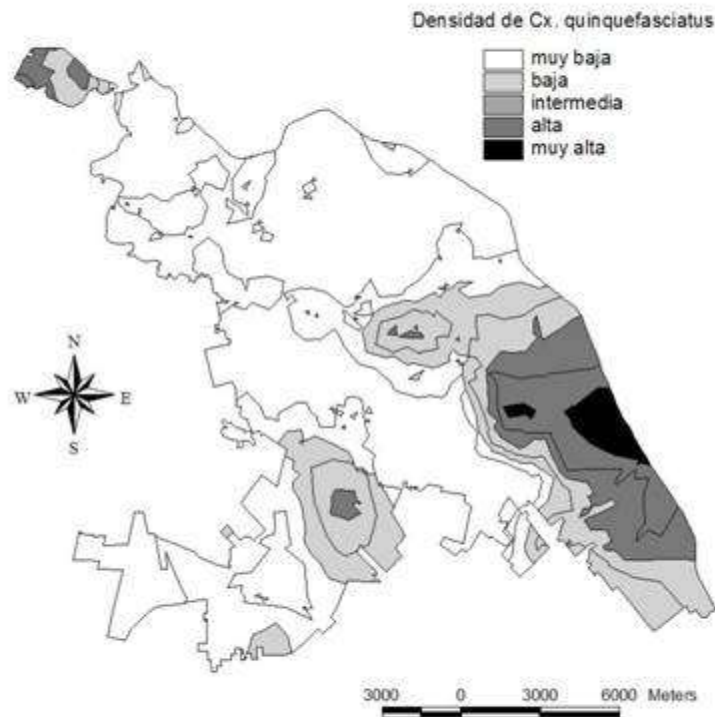 Densidad de Cx. quinquefasciatus
muy baja
baja
intermedia
alta
muy alta
N
W E
S
3000 0 3000 6000 Meters